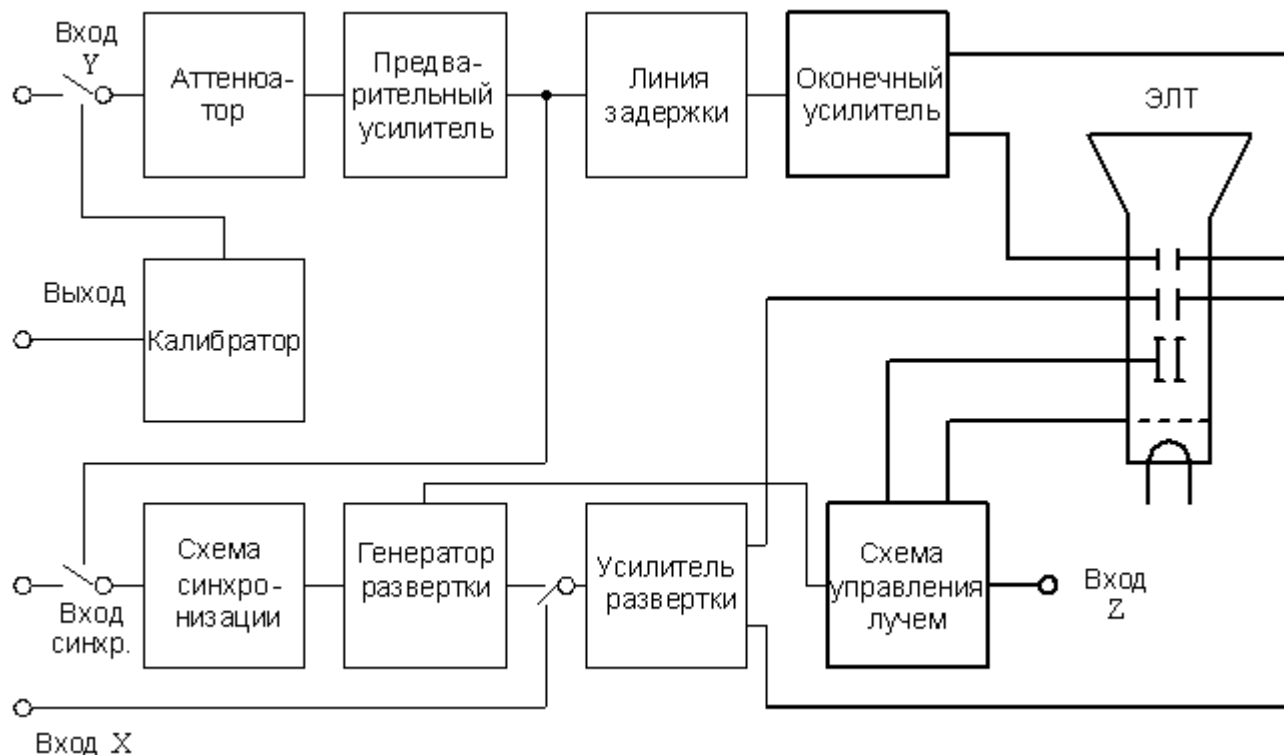 Вход
Y
Аттенюа-
тор
Предва-
рительный
усилитель
Линия
задержки
Оконечный
усилитель
ЭЛТ
Выход
Калибратор
Вход
синхр.
Схема
синхро-
низации
Генератор
развертки
Усилитель
развертки
Схема
управления
лучем
Вход
Z
Вход X